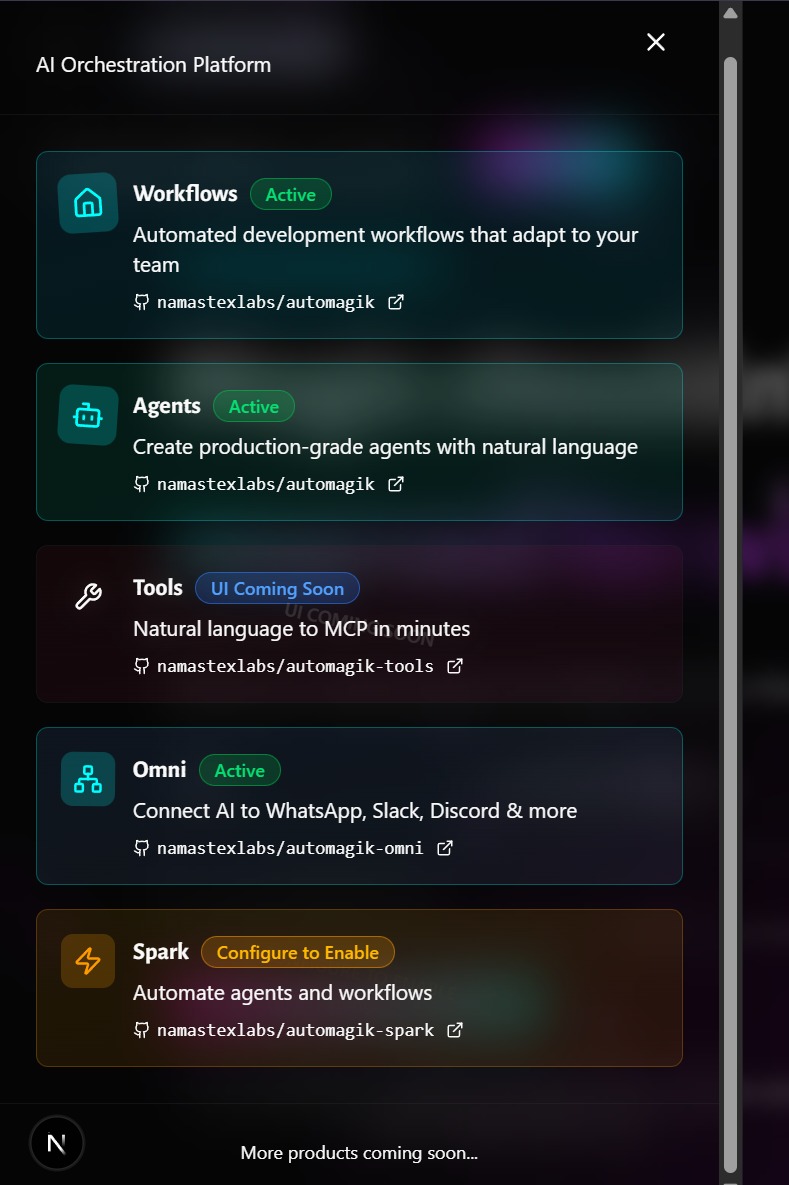 AI Orchestration Platform
Workflows Active
Automated development workflows that adapt to your
team
namastexlabs/automagik
Agents Active
Create production-grade agents with natural language
namastexlabs/automagik
Tools UI Coming Soon
UI COMING SOON
Natural language to MCP in minutes
namastexlabs/automagik-tools
Omni Active
Connect AI to WhatsApp, Slack, Discord & more
namastexlabs/automagik-omni
Spark Configure to Enable
Automate agents and workflows
namastexlabs/automagik-spark
N
More products coming soon...